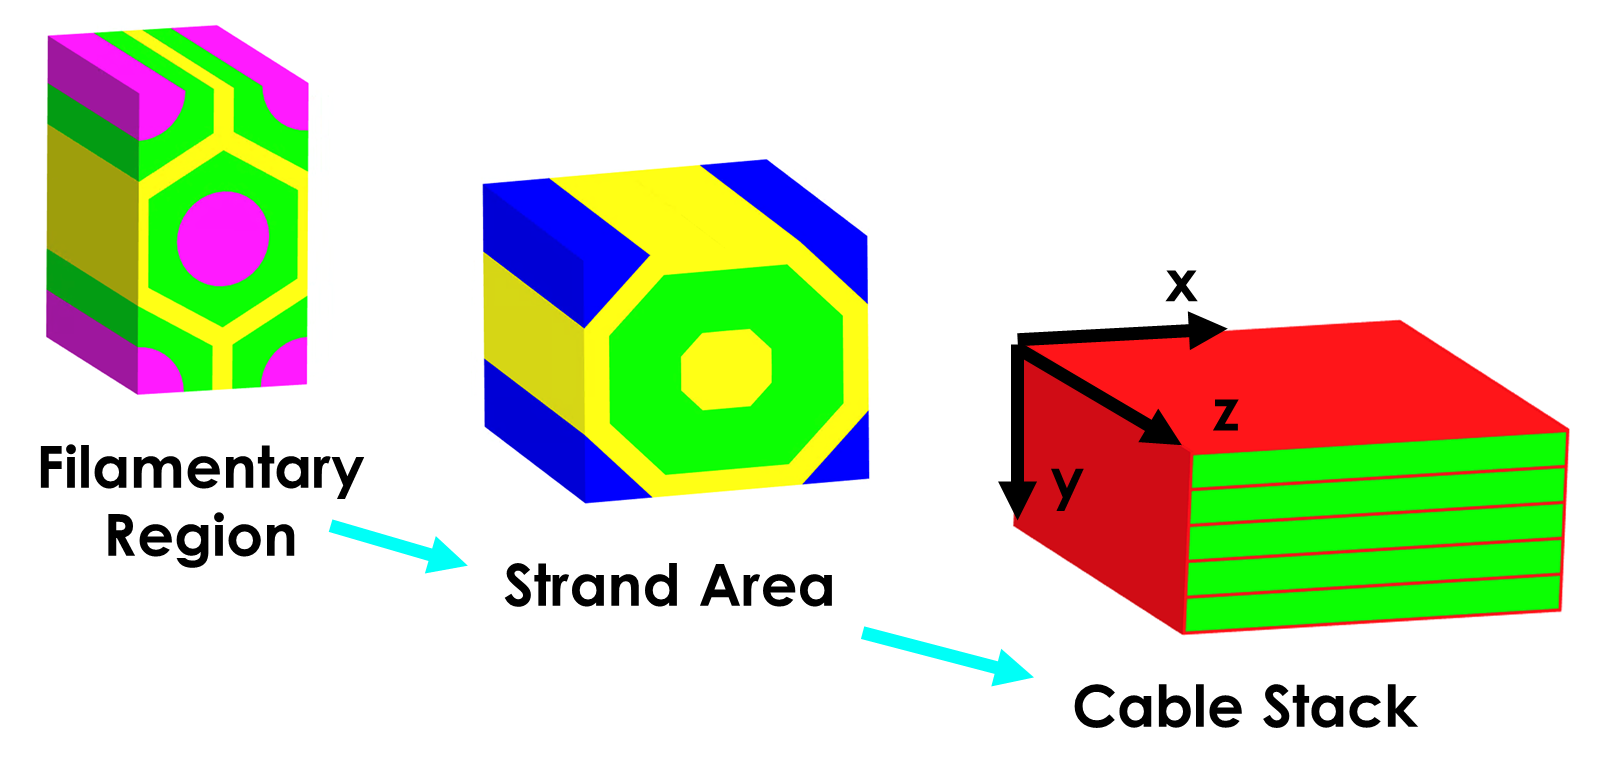 Filamentary
Region
Strand Area
x
z
y
Cable Stack